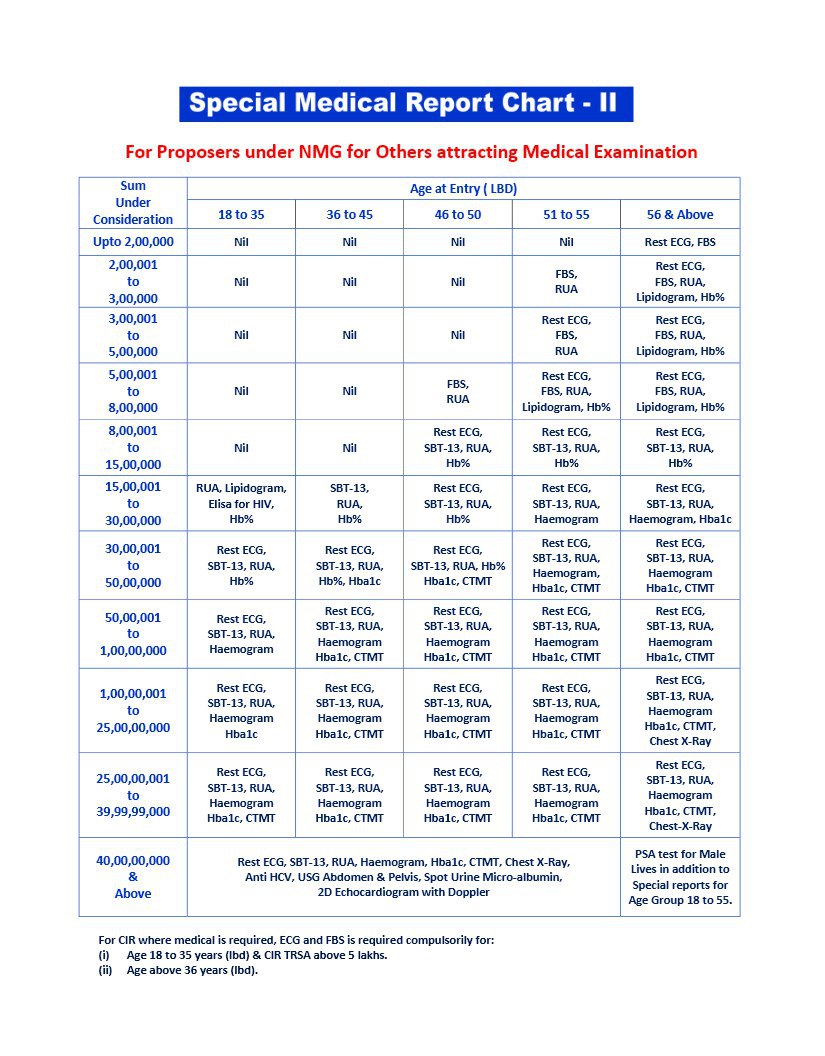 Special Medical Report Chart - II
For Proposers under NMG for Others attracting Medical Examination
Sum
Under
Consideration
Age at Entry ( LBD)
18 to 35
36 to 45
46 to 50
51 to 55
56 & Above
Upto 2,00,000
Nil
Nil
Nil
Nil
Rest ECG, FBS
2,00,001
to
3,00,000
Nil
Nil
Nil
FBS,
RUA
Rest ECG,
FBS, RUA,
Lipidogram, Hb%
3,00,001
to
5,00,000
Nil
Nil
Nil
Rest ECG,
FBS,
RUA
Rest ECG,
FBS, RUA,
Lipidogram, Hb%
5,00,001
to
8,00,000
Nil
Nil
FBS,
RUA
Rest ECG,
FBS, RUA,
Lipidogram, Hb%
Rest ECG,
FBS, RUA,
Lipidogram, Hb%
8,00,001
to
15,00,000
Nil
Nil
Rest ECG,
SBT-13, RUA,
Hb%
Rest ECG,
SBT-13, RUA,
Hb%
Rest ECG,
SBT-13, RUA,
Hb%
15,00,001
to
30,00,000
RUA, Lipidogram,
Elisa for HIV,
Hb%
SBT-13,
RUA,
Hb%
Rest ECG,
SBT-13, RUA,
Hb%
Rest ECG,
SBT-13, RUA,
Haemogram
Rest ECG,
SBT-13, RUA,
Haemogram, Hba1c
30,00,001
to
50,00,000
Rest ECG,
SBT-13, RUA,
Hb%
Rest ECG,
SBT-13, RUA,
Hb%, Hba1c
Rest ECG,
SBT-13, RUA, Hb%
Hba1c, CTMT
Rest ECG,
SBT-13, RUA,
Haemogram,
Hba1c, CTMT
Rest ECG,
SBT-13, RUA,
Haemogram
Hba1c, CTMT
50,00,001
to
1,00,00,000
Rest ECG,
SBT-13, RUA,
Haemogram
Rest ECG,
SBT-13, RUA,
Haemogram
Hba1c, CTMT
Rest ECG,
SBT-13, RUA,
Haemogram
Hba1c, CTMT
Rest ECG,
SBT-13, RUA,
Haemogram
Hba1c, CTMT
Rest ECG,
SBT-13, RUA,
Haemogram
Hba1c, CTMT
1,00,00,001
to
25,00,00,000
Rest ECG,
SBT-13, RUA,
Haemogram
Hba1c
Rest ECG,
SBT-13, RUA,
Haemogram
Hba1c, CTMT
Rest ECG,
SBT-13, RUA,
Haemogram
Hba1c, CTMT
Rest ECG,
SBT-13, RUA,
Haemogram
Hba1c, CTMT
Rest ECG,
SBT-13, RUA,
Haemogram
Hba1c, CTMT,
Chest X-Ray
25,00,00,001
to
39,99,99,000
Rest ECG,
SBT-13, RUA,
Haemogram
Hba1c, CTMT
Rest ECG,
SBT-13, RUA,
Haemogram
Hba1c, CTMT
Rest ECG,
SBT-13, RUA,
Haemogram
Hba1c, CTMT
Rest ECG,
SBT-13, RUA,
Haemogram
Hba1c, CTMT
Rest ECG,
SBT-13, RUA,
Haemogram
Hba1c, CTMT,
Chest-X-Ray
40,00,00,000
&
Above
Rest ECG, SBT-13, RUA, Haemogram, Hba1c, CTMT, Chest X-Ray,
Anti HCV, USG Abdomen & Pelvis, Spot Urine Micro-albumin,
2D Echocardiogram with Doppler
PSA test for Male
Lives in addition to
Special reports for
Age Group 18 to 55.
For CIR where medical is required, ECG and FBS is required compulsorily for:
(i) Age 18 to 35 years (lbd) & CIR TRSA above 5 lakhs.
(ii) Age above 36 years (lbd).